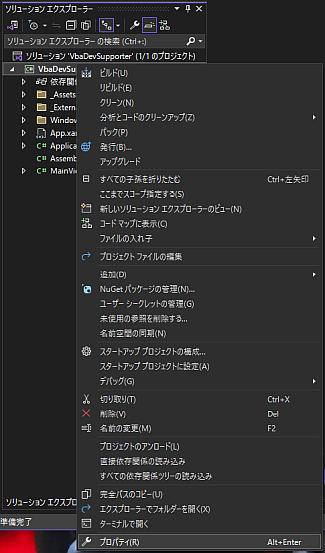 ソリューション エクスプローラー
ソリューション エクスプローラー の検索 (Ctrl+:)
ソリューション 'VbaDevSupporter' (1/1 のプロジェクト)
VbaDevSu
依存関係
_Assets
_Extern
Window
App.xam
Applica
Assemb
MainVi
ビルド(U)
リビルド(E)
クリーン(N)
分析とコードのクリーンアップ(Z)
パック(P)
発行(B)...
アップグレード
すべての子孫を折りたたむ Ctrl+左矢印
ここまでスコープ指定する(S)
新しいソリューション エクスプローラーのビュー(N)
コード マップに表示(C)
ファイルの入れ子
プロジェクト ファイルの編集
追加(D)
NuGet パッケージの管理(N)...
ユーザー シークレットの管理(G)
未使用の参照を削除する...
名前空間の同期(N)
スタートアップ プロジェクトの構成...
スタートアップ プロジェクトに設定(A)
デバッグ(G)
切り取り(T) Ctrl+X
削除(V) Del
名前の変更(M) F2
プロジェクトのアンロード(L)
直接依存関係の読み込み
すべての依存関係ツリーの読み込み
完全パスのコピー(U)
エクスプローラーでフォルダーを開く(X)
ターミナルで開く
プロパティ(R) Alt+Enter
ソリューション エクスプロ
準備完了